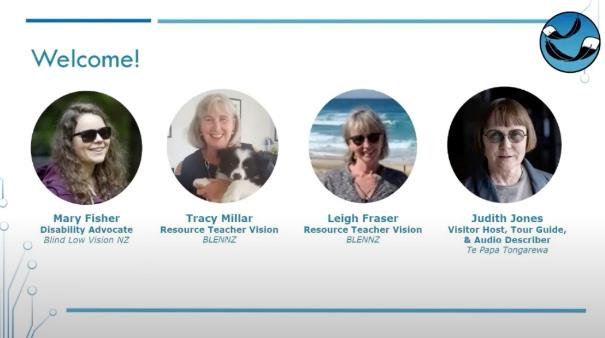 Welcome!
Mary Fisher
Disability Advocate
Blind Low Vision NZ
Tracy Millar
Resource Teacher Vision
BLENNZ
Leigh Fraser
Resource Teacher Vision
BLENNZ
Judith Jones
Visitor Host, Tour Guide,
& Audio Describer
Te Papa Tongarewa